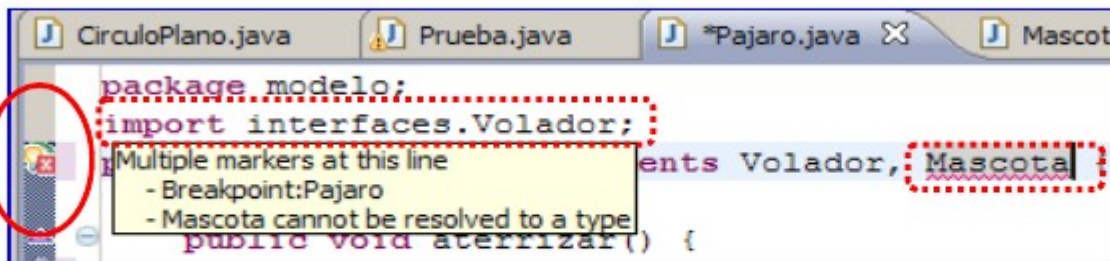 CirculoPlano.java Prueba.java *Pajaro.java Mascot
package modelo;
import interfaces.Volador;
p ents Volador, Mascota {
Multiple markers at this line
- Breakpoint:Pajaro
- Mascota cannot be resolved to a type
public void aterrizar() {